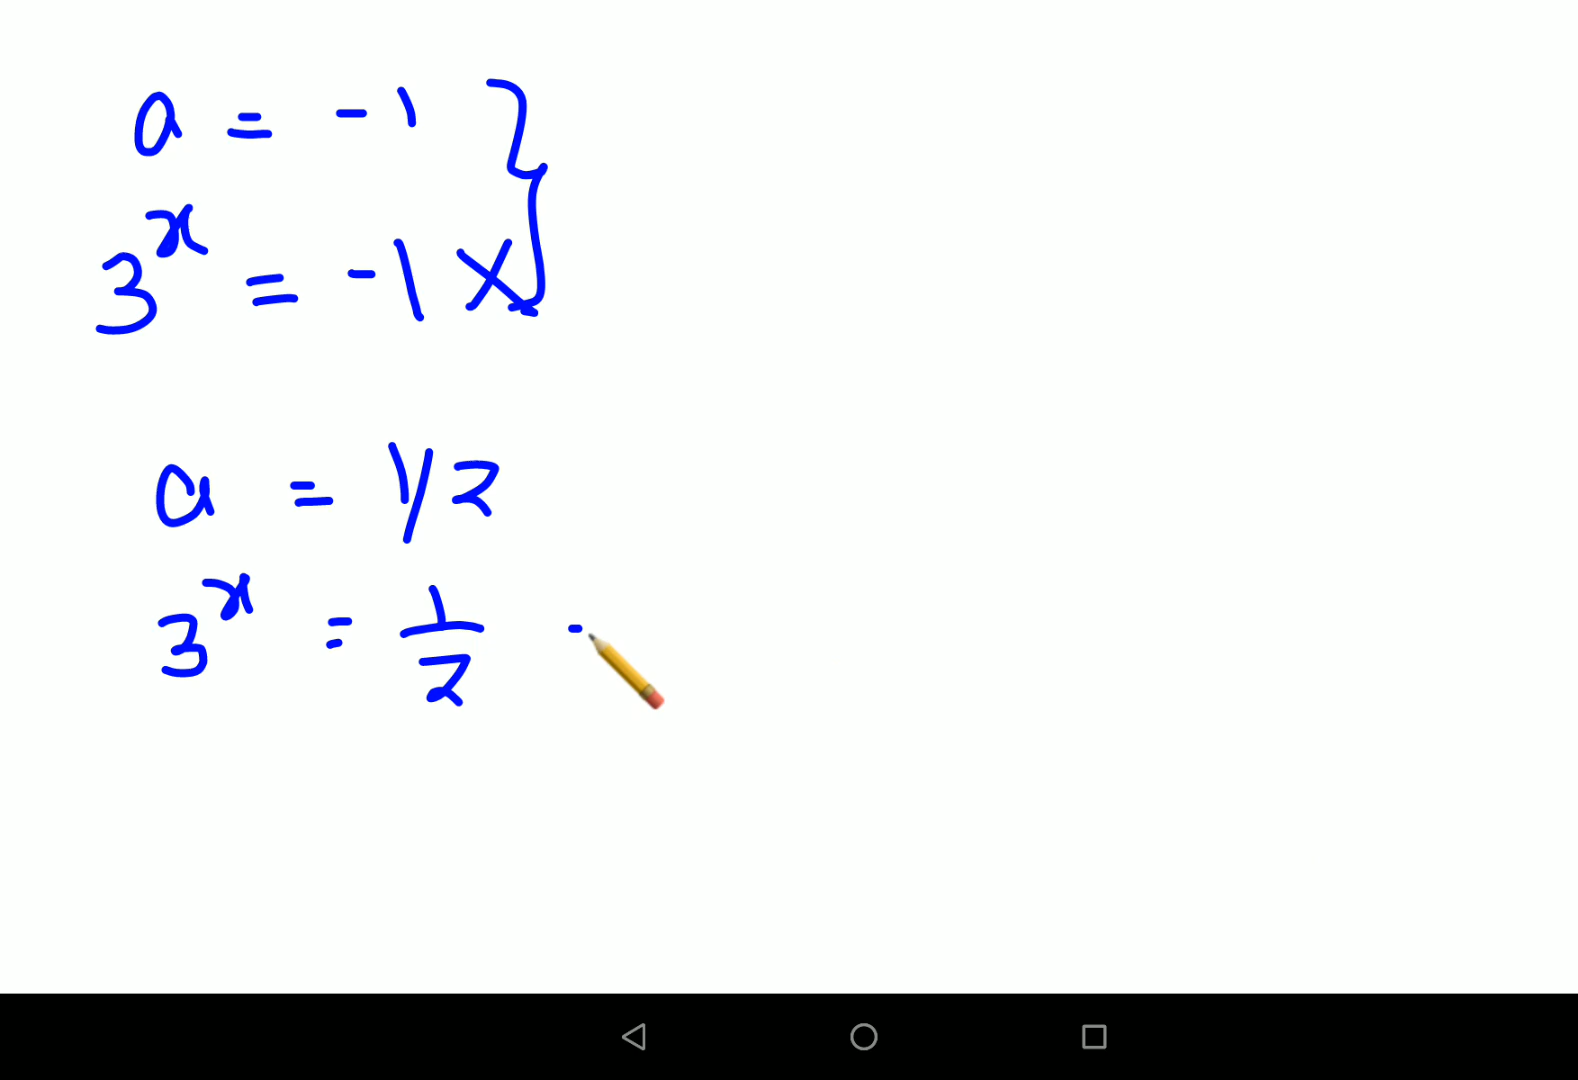 a = -1
3^x = -1 ×
a = 1/2
3^x = 1/2 -